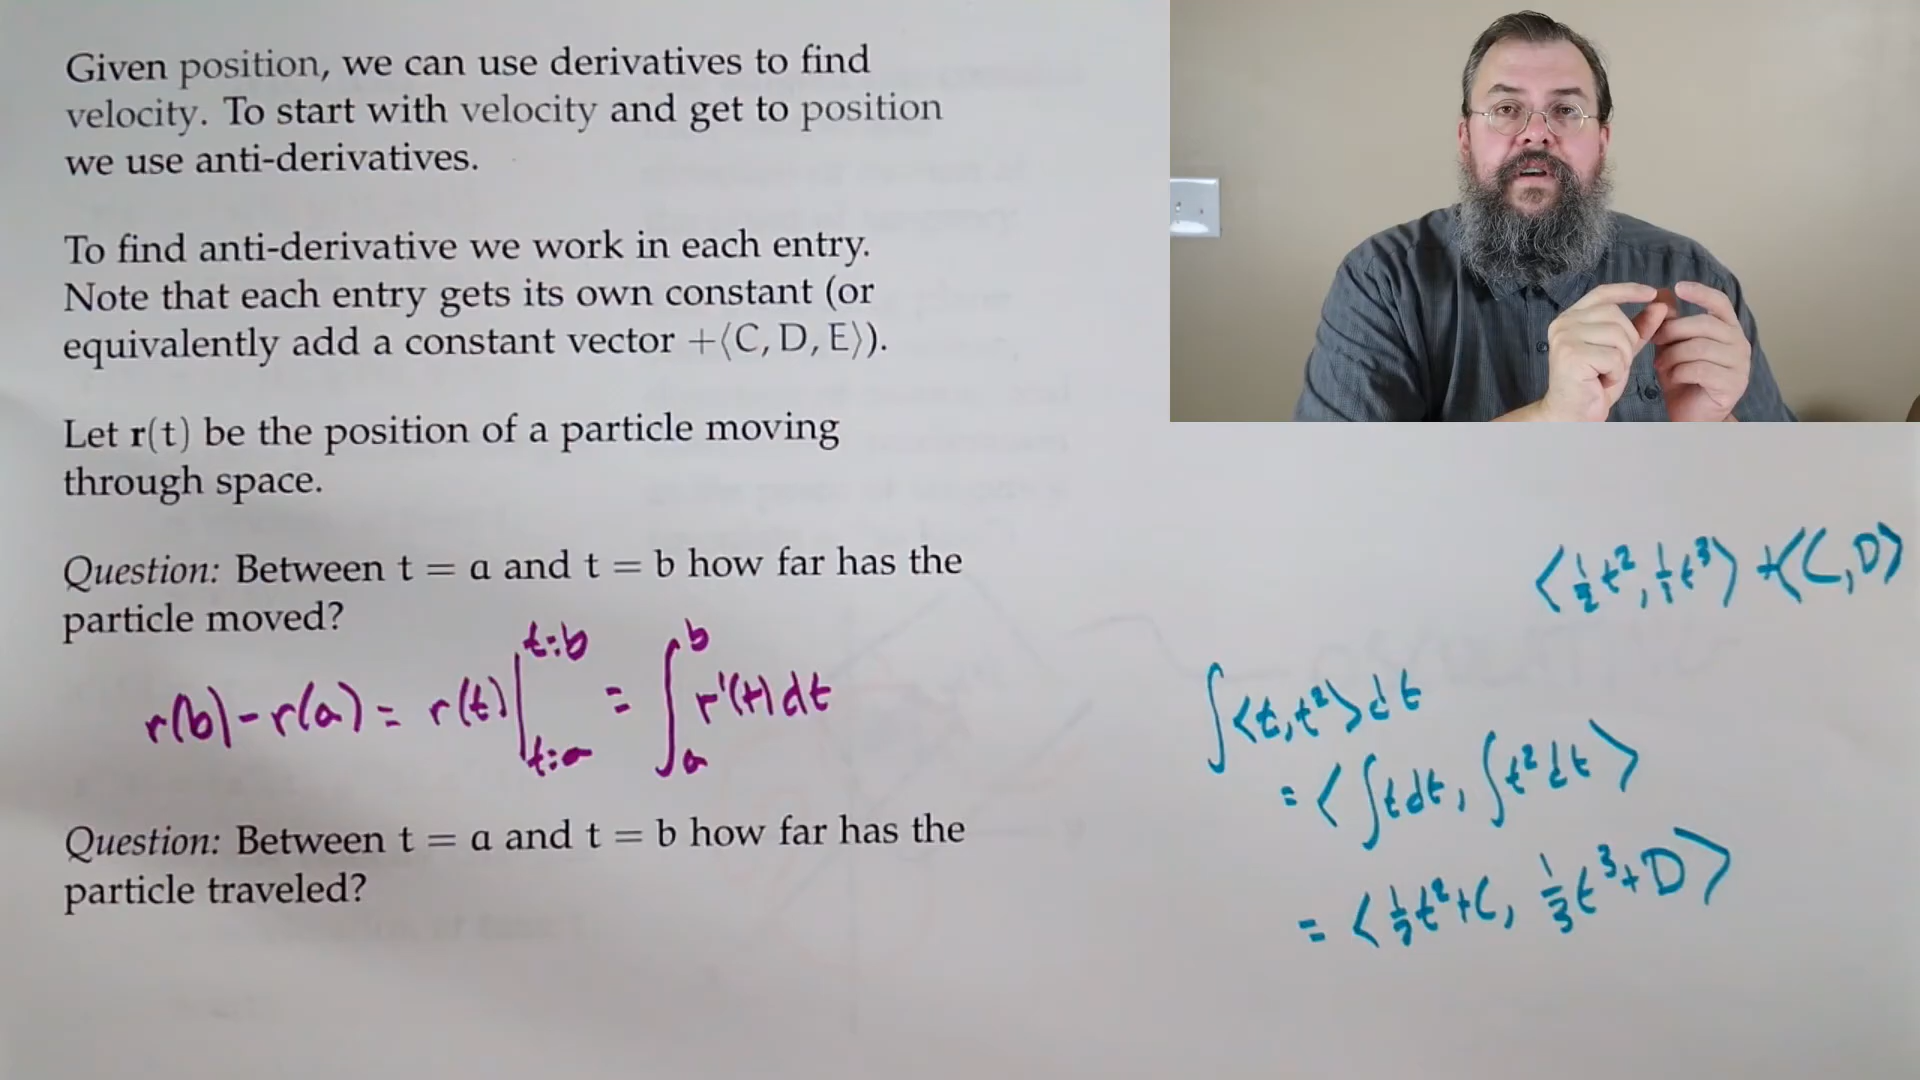 Given position, we can use derivatives to find
velocity. To start with velocity and get to position
we use anti-derivatives.
To find anti-derivative we work in each entry.
Note that each entry gets its own constant (or
equivalently add a constant vector +⟨C, D, E⟩).
Let r(t) be the position of a particle moving
through space.
Question: Between t = a and t = b how far has the
particle moved?
r(b) - r(a) = r(t)|_{t=a}^{t=b} = ∫_a^b r'(t) dt
Question: Between t = a and t = b how far has the
particle traveled?
⟨½t², ⅓t³⟩ + ⟨C, D⟩
∫⟨t, t²⟩dt
= ⟨∫t dt, ∫t² dt⟩
= ⟨½t² + C, ⅓t³ + D⟩